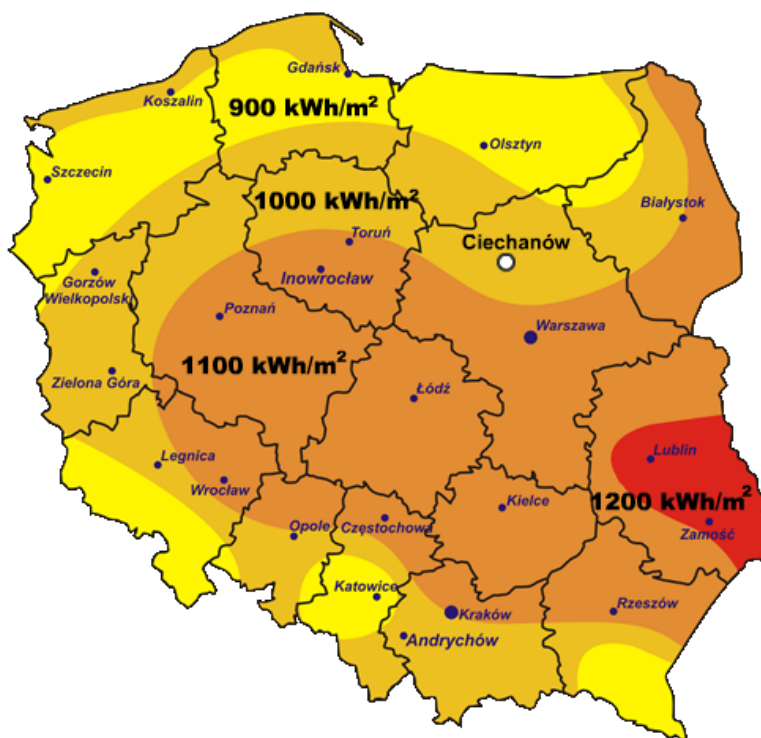 Gdańsk
Koszalin
900 kWh/m²
Olsztyn
Szczecin
1000 kWh/m²
Białystok
Toruń
Ciechanów
Gorzów
Wielkopolski
Inowrocław
Poznań
Warszawa
1100 kWh/m²
Zielona Góra
Łódź
Legnica
Lublin
Wrocław
1200 kWh/m²
Kielce
Opole
Częstochowa
Zamość
Katowice
Kraków
Rzeszów
Andrychów